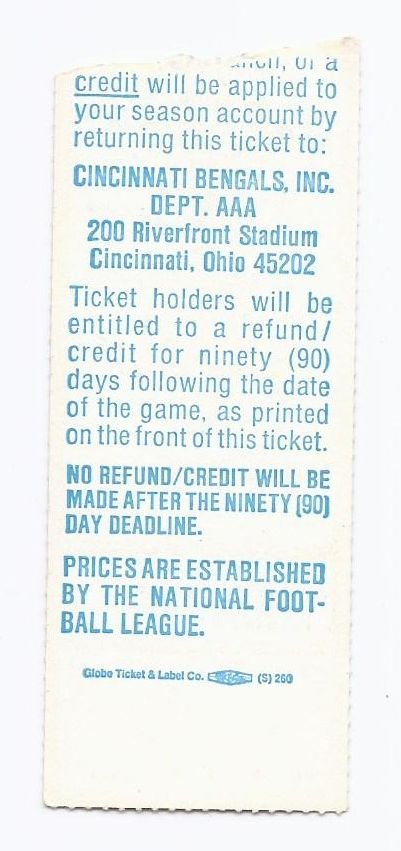 or a
credit will be applied to
your season account by
returning this ticket to:
CINCINNATI BENGALS, INC.
DEPT. AAA
200 Riverfront Stadium
Cincinnati, Ohio 45202
Ticket holders will be
entitled to a refund/
credit for ninety (90)
days following the date
of the game, as printed
on the front of this ticket.
NO REFUND/CREDIT WILL BE
MADE AFTER THE NINETY (90)
DAY DEADLINE.
PRICES ARE ESTABLISHED
BY THE NATIONAL FOOT-
BALL LEAGUE.
Globe Ticket & Label Co. (S) 260